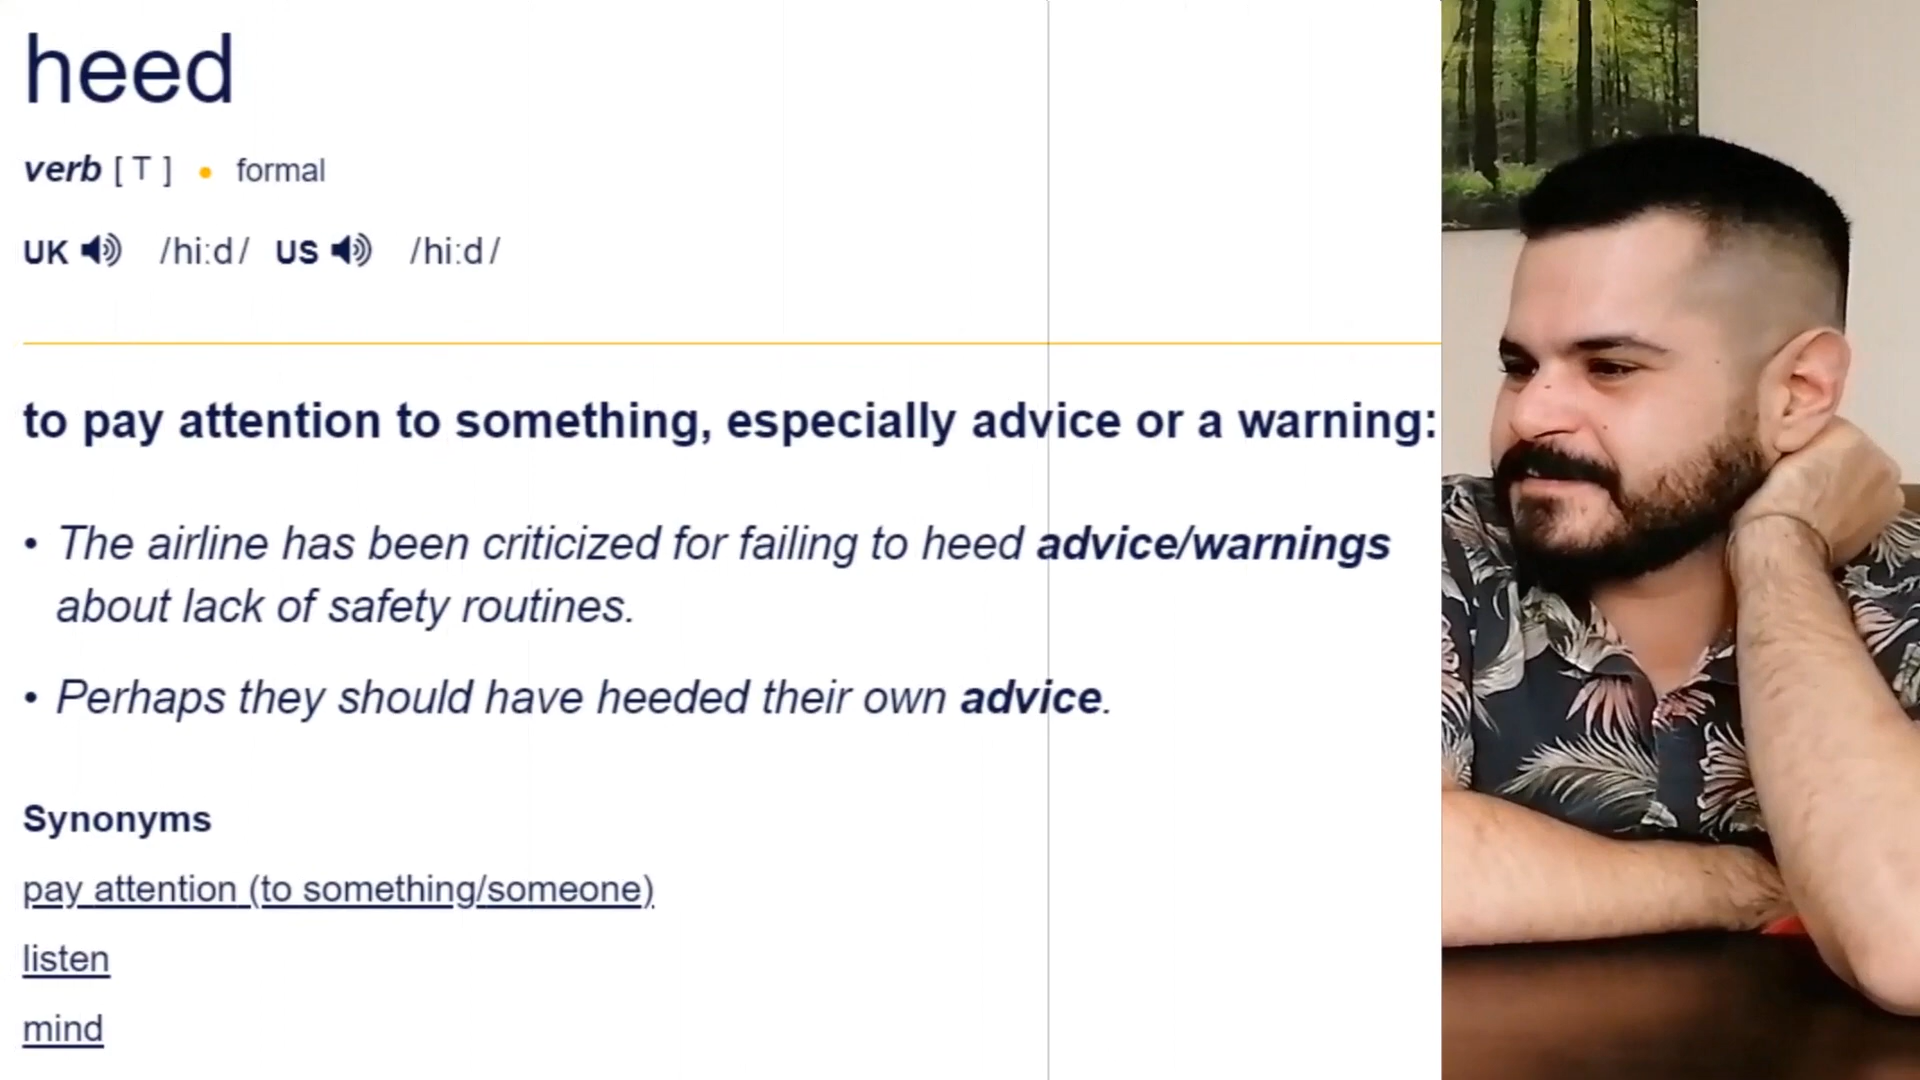 heed
verb [ T ] • formal
UK /hiːd/ US /hiːd/
to pay attention to something, especially advice or a warning:
• The airline has been criticized for failing to heed advice/warnings
about lack of safety routines.
• Perhaps they should have heeded their own advice.
Synonyms
pay attention (to something/someone)
listen
mind